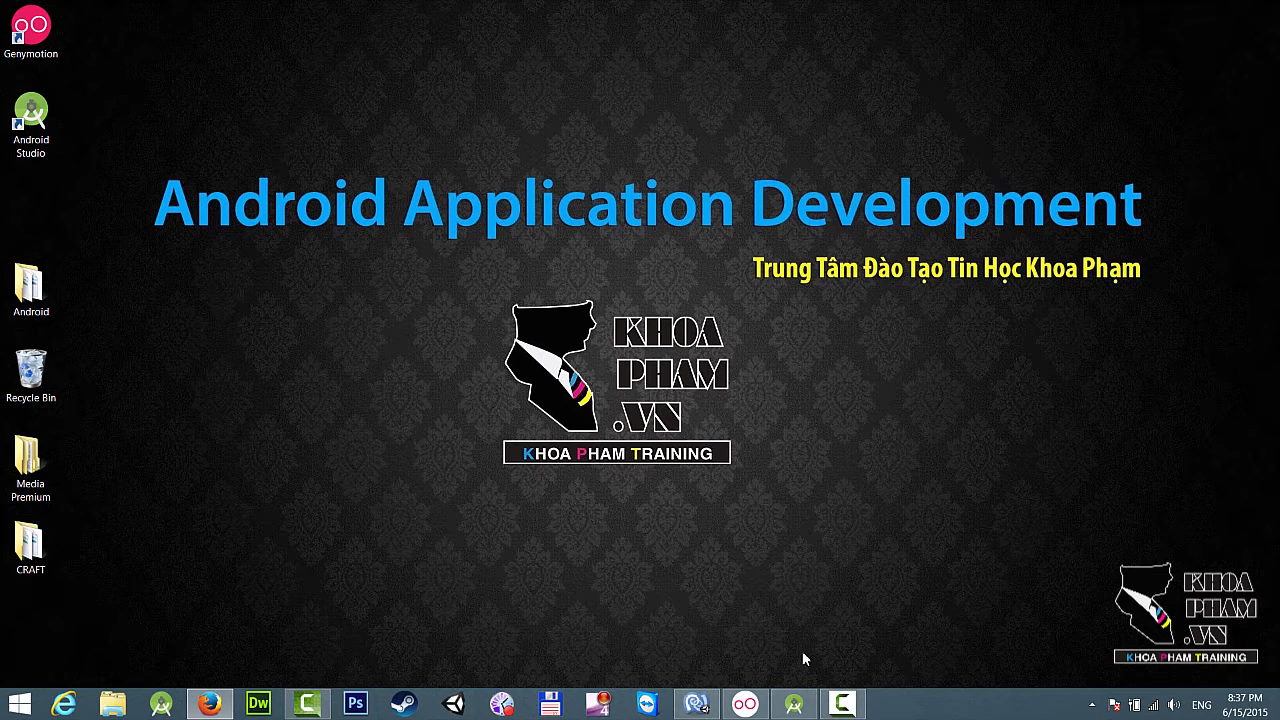 Genymotion
Android
Studio
Android Application Development
Trung Tâm Đào Tạo Tin Học Khoa Phạm
Android
KHOA
PHAM
.VN
KHOA PHAM TRAINING
Recycle Bin
Media
Premium
CRAFT
KHOA
PHAM
.VN
KHOA PHAM TRAINING
Dw
Ps
4
ENG
8:37 PM
6/15/2015